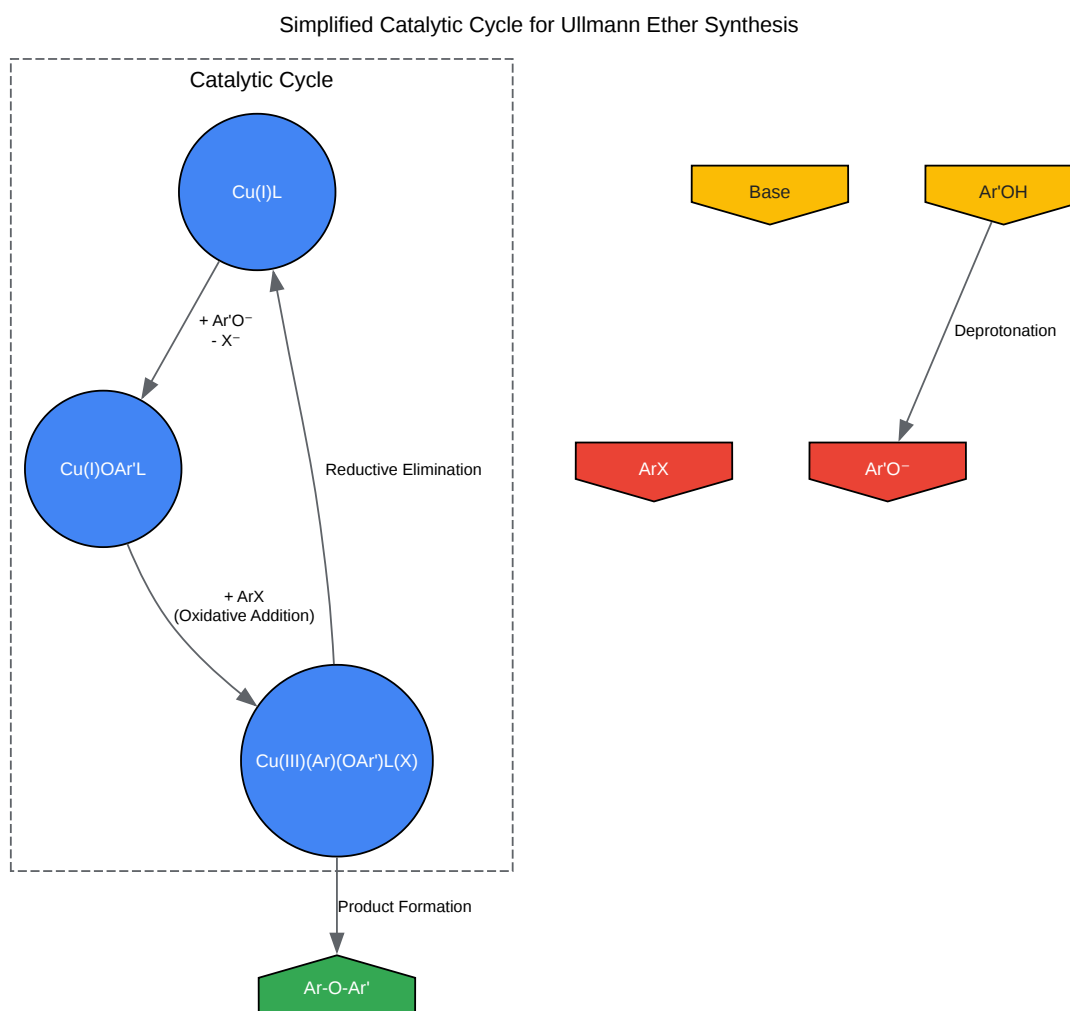 Simplified Catalytic Cycle for Ullmann Ether Synthesis
Catalytic Cycle
Cu(I)L
Base
Ar'OH
+ Ar'O⁻
- X⁻
Deprotonation
Cu(I)OAr'L
Reductive Elimination
ArX
Ar'O⁻
+ ArX
(Oxidative Addition)
Cu(III)(Ar)(OAr')L(X)
Product Formation
Ar-O-Ar'